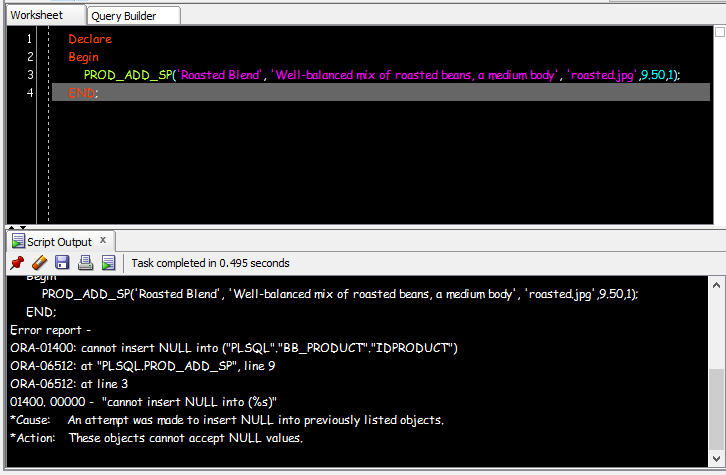 Worksheet
Query Builder
1 Declare
2 Begin
3 PROD_ADD_SP('Roasted Blend', 'Well-balanced mix of roasted beans, a medium body', 'roasted.jpg',9.50,1);
4 END;
Script Output x
Task completed in 0.495 seconds
Begin
PROD_ADD_SP('Roasted Blend', 'Well-balanced mix of roasted beans, a medium body', 'roasted.jpg',9.50,1);
END;
Error report -
ORA-01400: cannot insert NULL into ("PLSQL"."BB_PRODUCT"."IDPRODUCT")
ORA-06512: at "PLSQL.PROD_ADD_SP", line 9
ORA-06512: at line 3
01400. 00000 - "cannot insert NULL into (%s)"
*Cause: An attempt was made to insert NULL into previously listed objects.
*Action: These objects cannot accept NULL values.